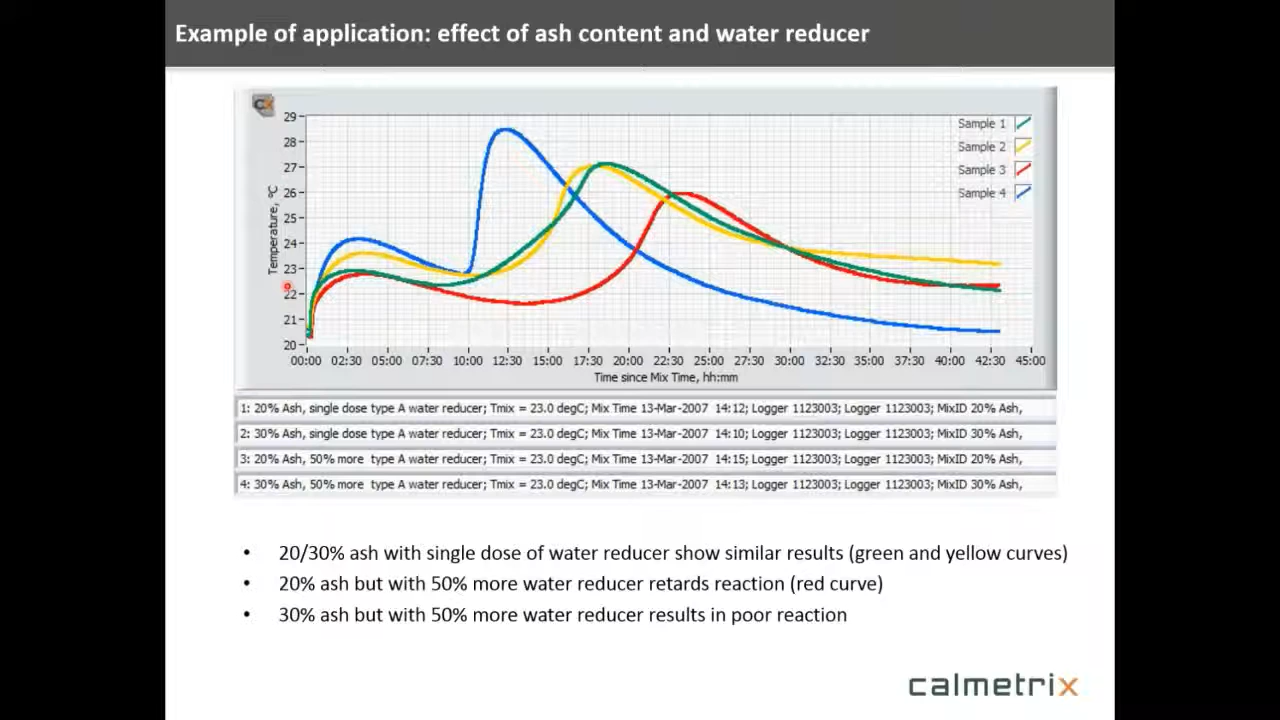 Example of application: effect of ash content and water reducer
CX
Sample 1
Sample 2
Sample 3
Sample 4
Temperature, °C
29
28
27
26
25
24
23
22
21
20
00:00 02:30 05:00 07:30 10:00 12:30 15:00 17:30 20:00 22:30 25:00 27:30 30:00 32:30 35:00 37:30 40:00 42:30 45:00
Time since Mix Time, hh:mm
1: 20% Ash, single dose type A water reducer; Tmix = 23.0 degC; Mix Time 13-Mar-2007 14:12; Logger 1123003; Logger 1123003; MixID 20% Ash,
2: 30% Ash, single dose type A water reducer; Tmix = 23.0 degC; Mix Time 13-Mar-2007 14:10; Logger 1123003; Logger 1123003; MixID 30% Ash,
3: 20% Ash, 50% more type A water reducer; Tmix = 23.0 degC; Mix Time 13-Mar-2007 14:15; Logger 1123003; Logger 1123003; MixID 20% Ash,
4: 30% Ash, 50% more type A water reducer; Tmix = 23.0 degC; Mix Time 13-Mar-2007 14:13; Logger 1123003; Logger 1123003; MixID 30% Ash,
• 20/30% ash with single dose of water reducer show similar results (green and yellow curves)
• 20% ash but with 50% more water reducer retards reaction (red curve)
• 30% ash but with 50% more water reducer results in poor reaction
calmetrix